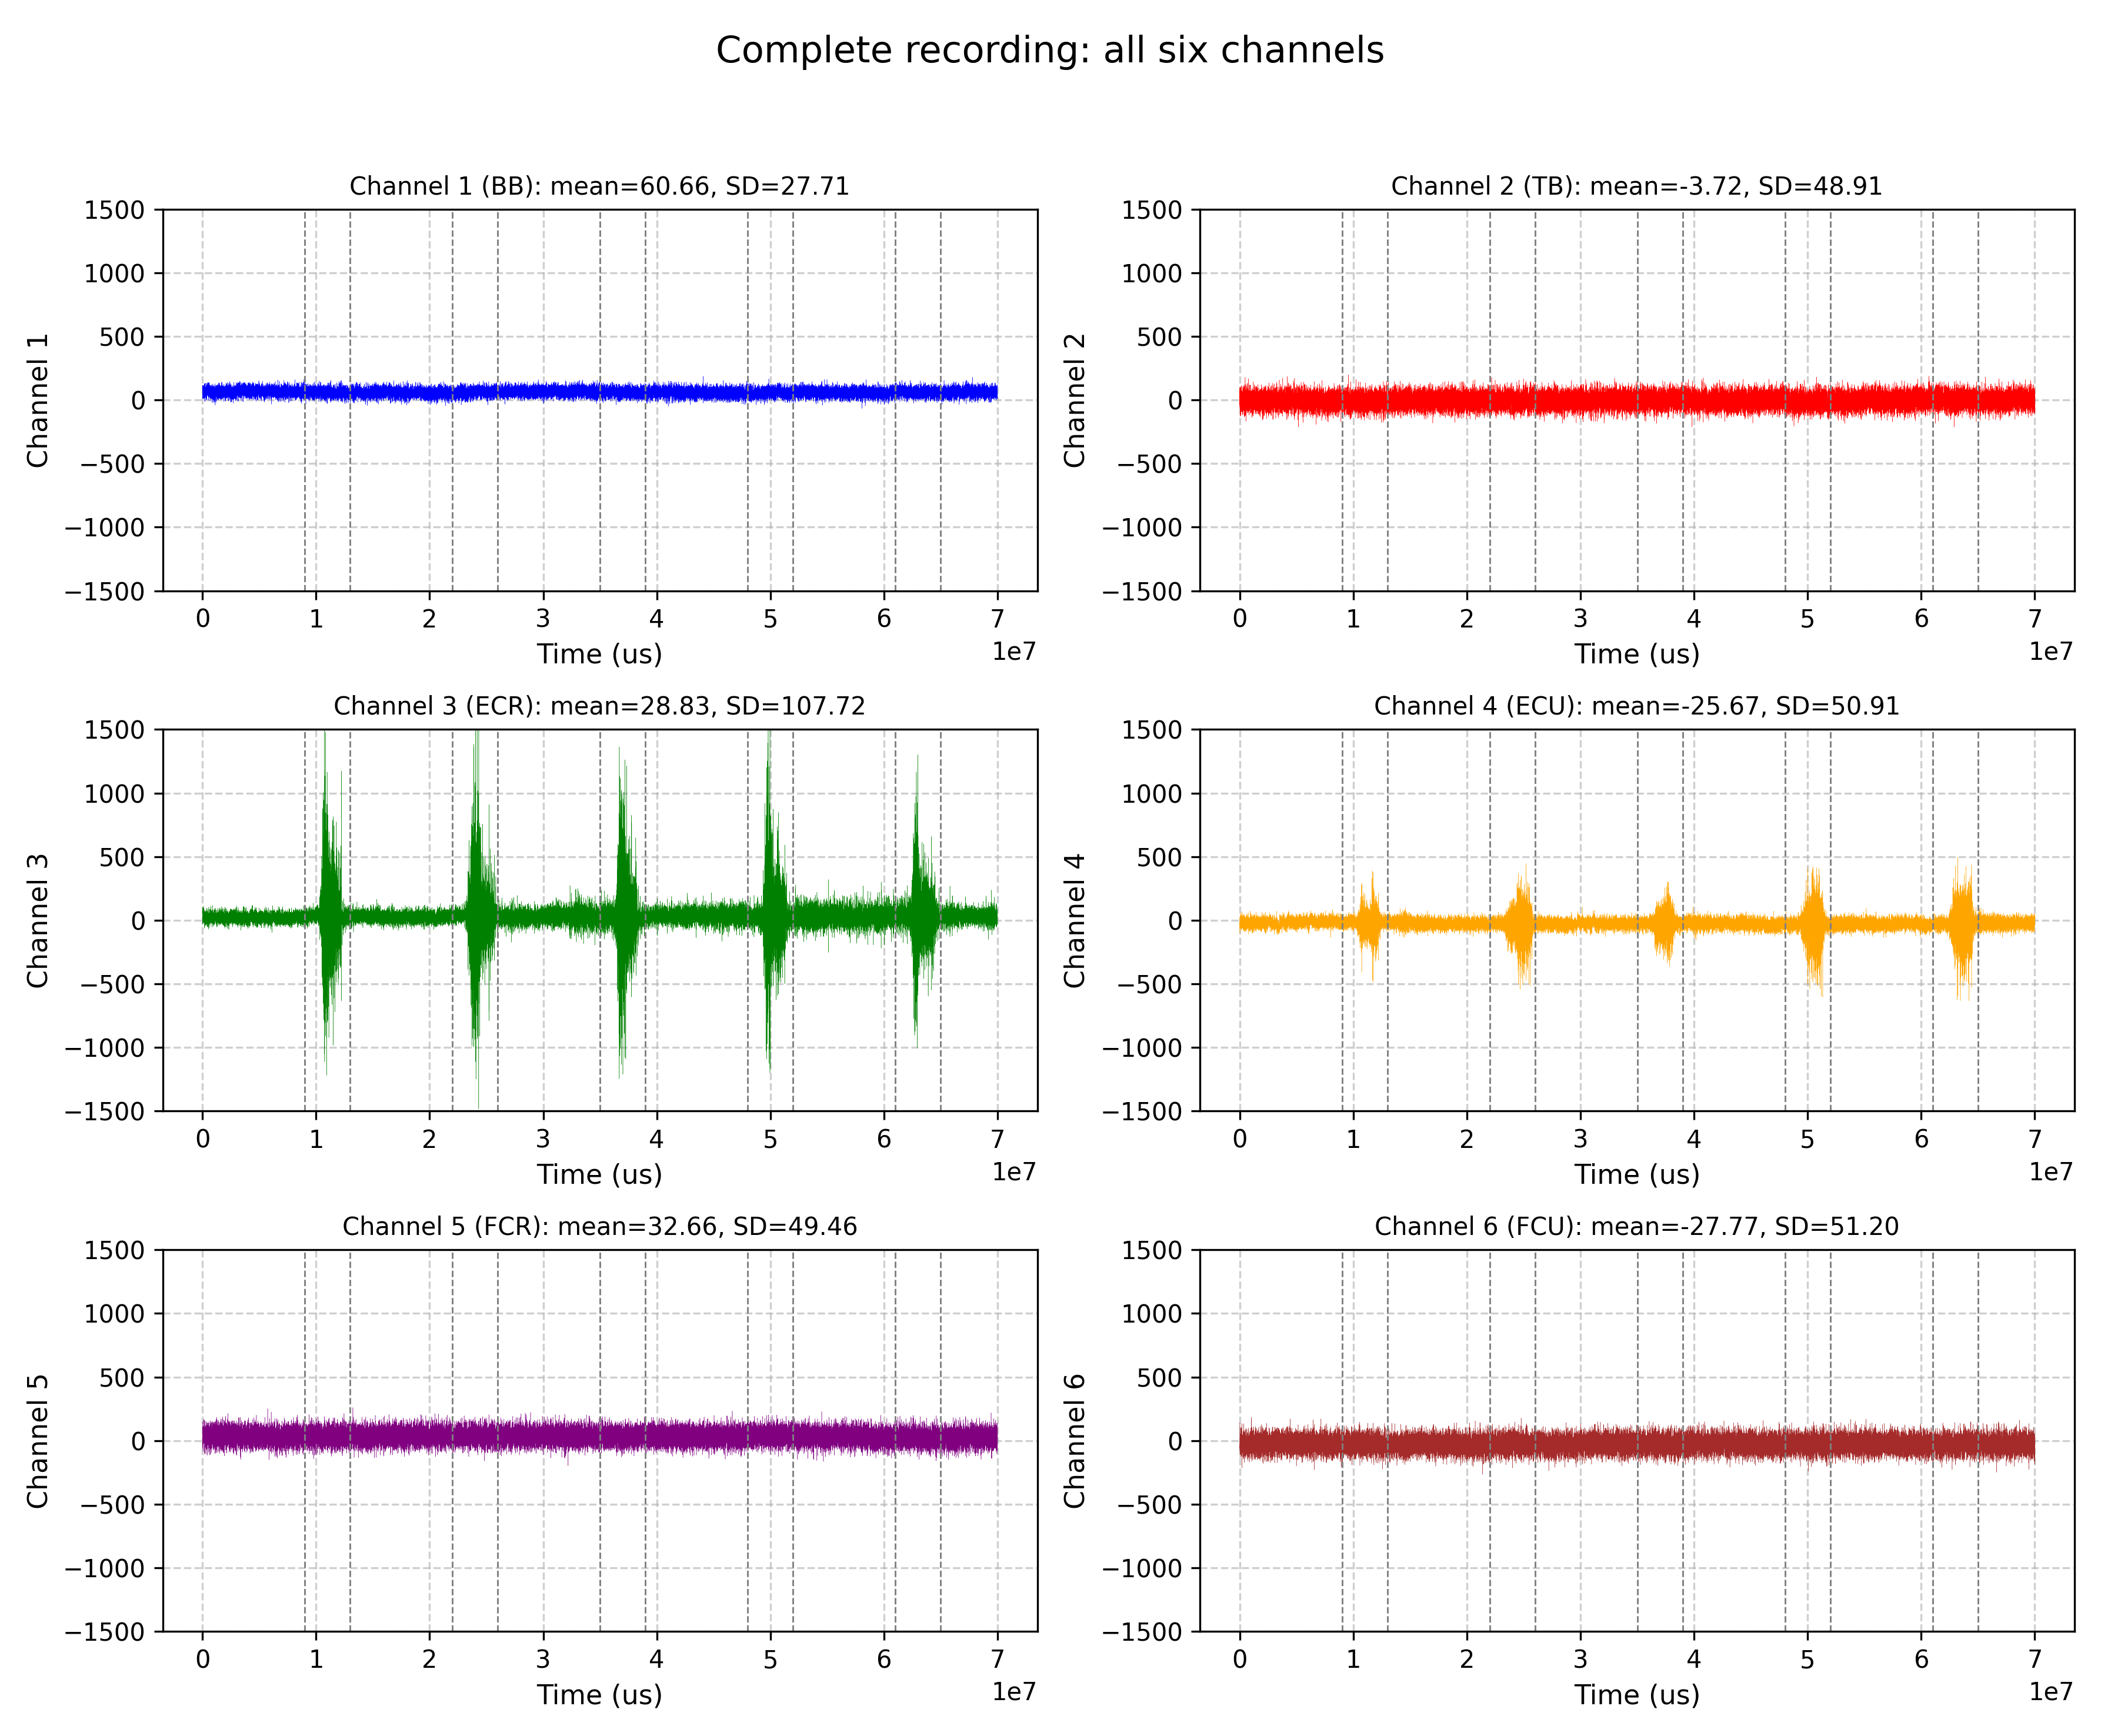 Complete recording: all six channels
Channel 1 (BB): mean=60.66, SD=27.71
Channel 1
1500
1000
500
0
−500
−1000
−1500
0 1 2 3 4 5 6 7
1e7
Time (us)
Channel 2 (TB): mean=-3.72, SD=48.91
Channel 2
1500
1000
500
0
−500
−1000
−1500
0 1 2 3 4 5 6 7
1e7
Time (us)
Channel 3 (ECR): mean=28.83, SD=107.72
Channel 3
1500
1000
500
0
−500
−1000
−1500
0 1 2 3 4 5 6 7
1e7
Time (us)
Channel 4 (ECU): mean=-25.67, SD=50.91
Channel 4
1500
1000
500
0
−500
−1000
−1500
0 1 2 3 4 5 6 7
1e7
Time (us)
Channel 5 (FCR): mean=32.66, SD=49.46
Channel 5
1500
1000
500
0
−500
−1000
−1500
0 1 2 3 4 5 6 7
1e7
Time (us)
Channel 6 (FCU): mean=-27.77, SD=51.20
Channel 6
1500
1000
500
0
−500
−1000
−1500
0 1 2 3 4 5 6 7
1e7
Time (us)